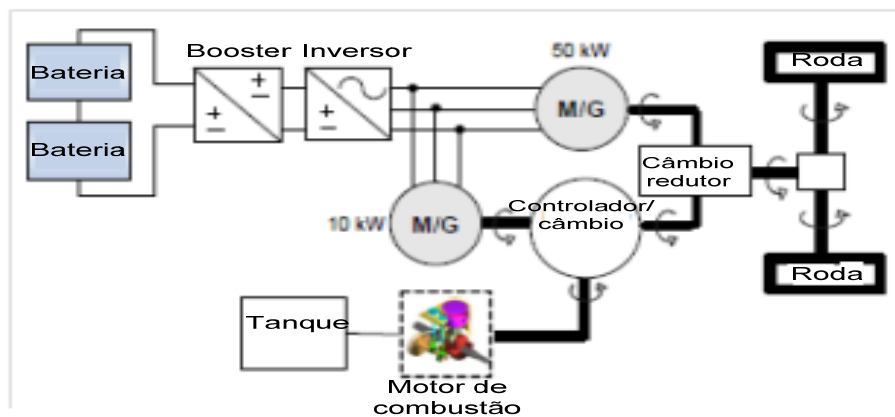 Booster Inversor
50 kW
Roda
Bateria
Bateria
M/G
Câmbio
redutor
10 kW
M/G
Controlador/
câmbio
Roda
Tanque
Motor de
combustão